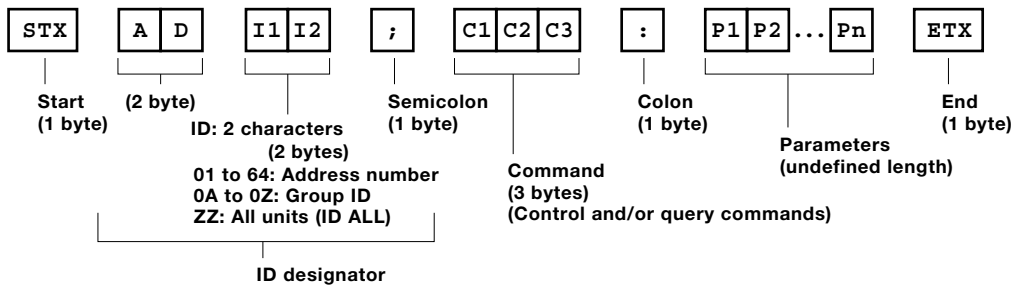 STX A D I1 I2 ; C1 C2 C3 : P1 P2 ... Pn ETX
Start
(1 byte)
(2 byte)
ID: 2 characters
(2 bytes)
01 to 64: Address number
0A to 0Z: Group ID
ZZ: All units (ID ALL)
Semicolon
(1 byte)
Command
(3 bytes)
(Control and/or query commands)
Colon
(1 byte)
Parameters
(undefined length)
End
(1 byte)
ID designator